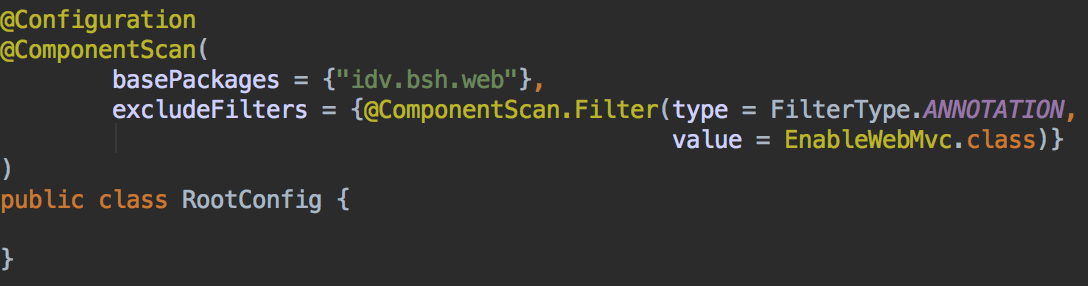 @Configuration
@ComponentScan(
        basePackages = {"idv.bsh.web"},
        excludeFilters = {@ComponentScan.Filter(type = FilterType.ANNOTATION,
                                                value = EnableWebMvc.class)}
)
public class RootConfig {
}